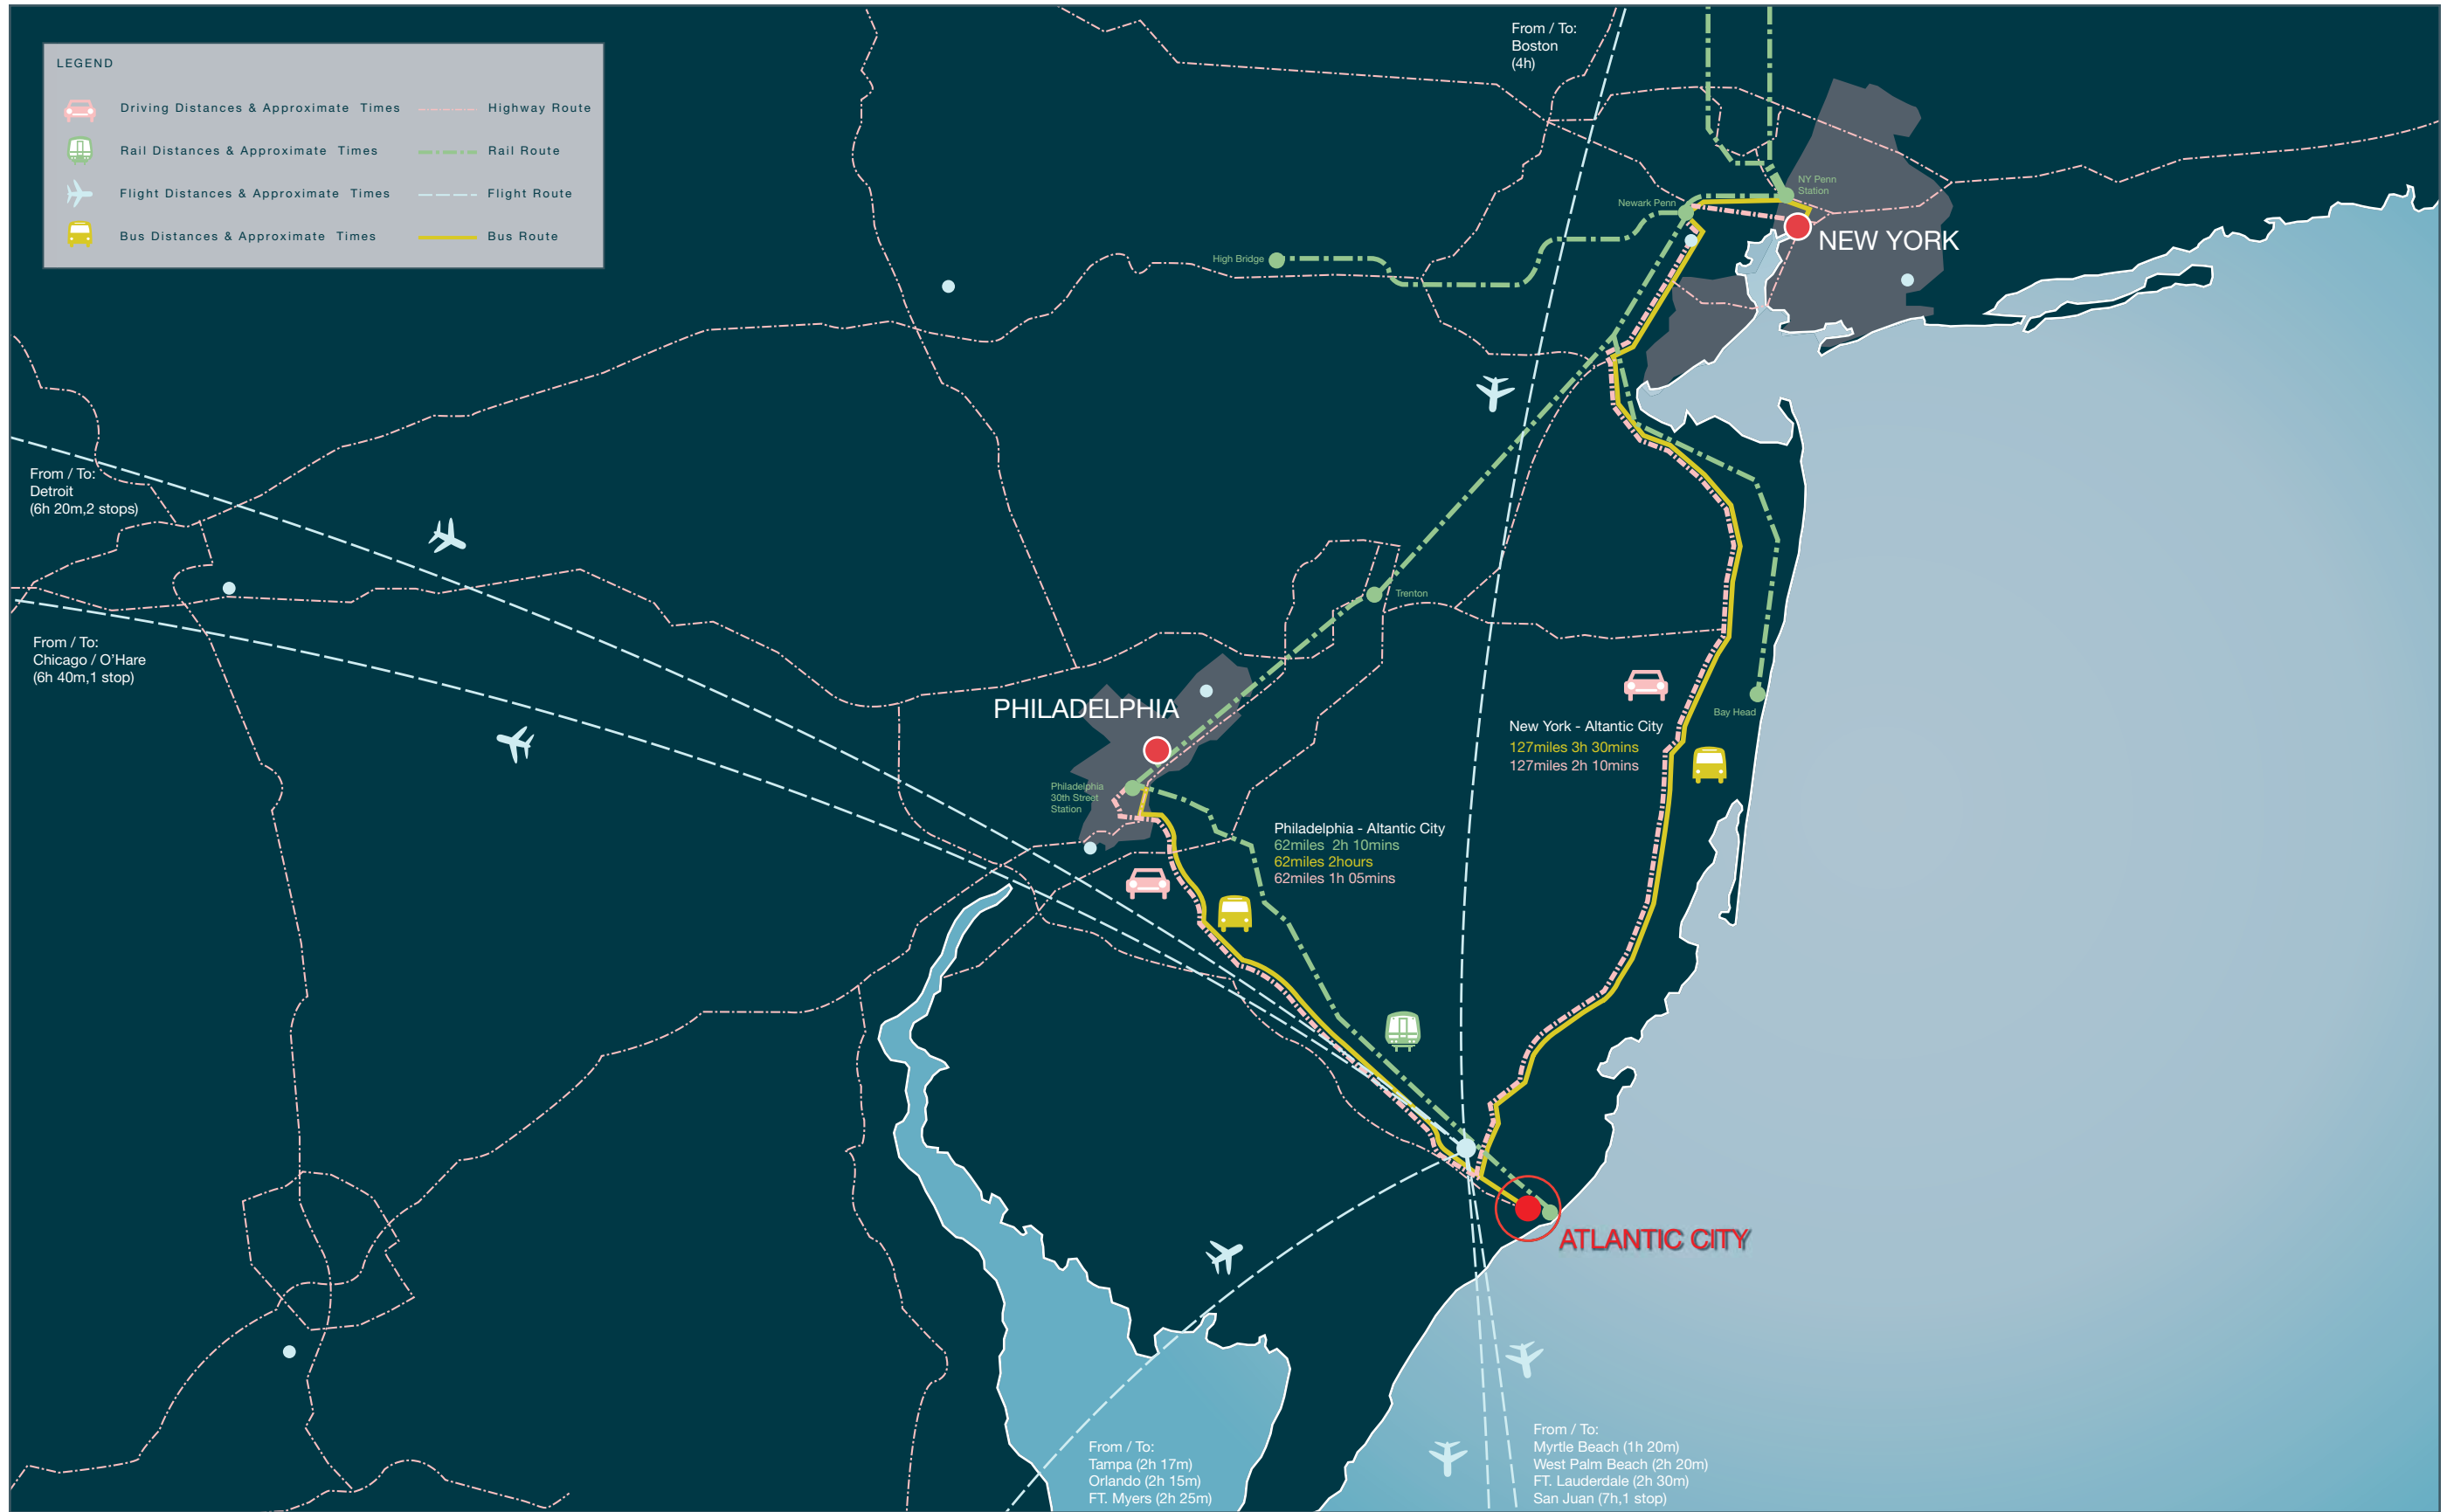 LEGEND
Driving Distances & Approximate Times
Highway Route
Rail Distances & Approximate Times
Rail Route
Flight Distances & Approximate Times
Flight Route
Bus Distances & Approximate Times
Bus Route
From / To:
Boston
(4h)
NY Penn
Station
Newark Penn
NEW YORK
High Bridge
From / To:
Detroit
(6h 20m,2 stops)
Trenton
From / To:
Chicago / O'Hare
(6h 40m,1 stop)
PHILADELPHIA
Bay Head
New York - Altantic City
127miles 3h 30mins
127miles 2h 10mins
Philadelphia
30th Street
Station
Philadelphia - Altantic City
62miles 2h 10mins
62miles 2hours
62miles 1h 05mins
ATLANTIC CITY
From / To:
Tampa (2h 17m)
Orlando (2h 15m)
FT. Myers (2h 25m)
From / To:
Myrtle Beach (1h 20m)
West Palm Beach (2h 20m)
FT. Lauderdale (2h 30m)
San Juan (7h,1 stop)